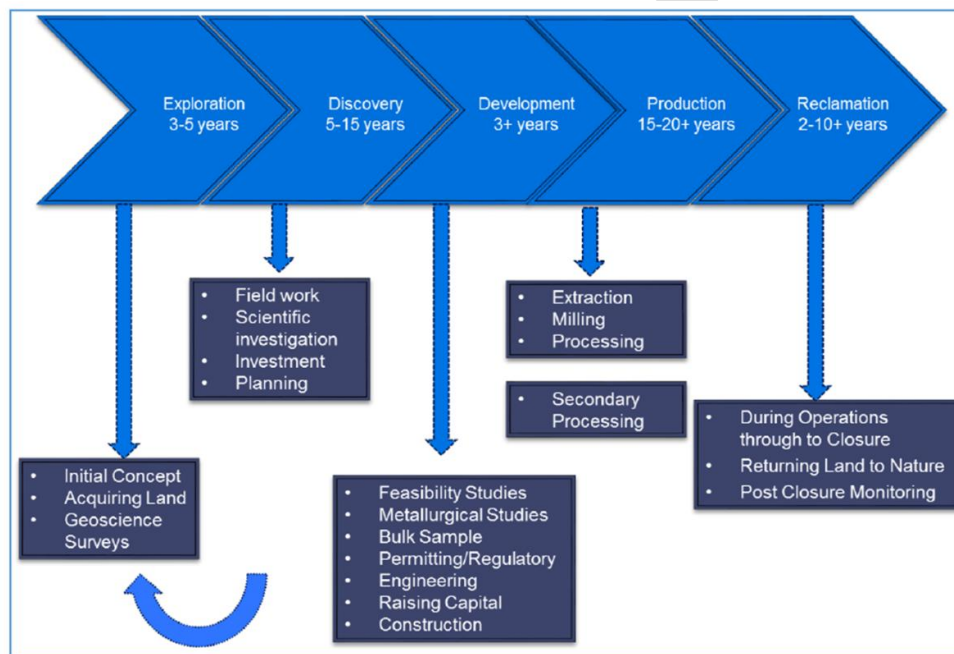 Exploration
3-5 years
Discovery
5-15 years
Development
3+ years
Production
15-20+ years
Reclamation
2-10+ years
• Field work
• Scientific
investigation
• Investment
• Planning
• Extraction
• Milling
• Processing
• Secondary
Processing
• During Operations
through to Closure
• Returning Land to Nature
• Post Closure Monitoring
• Initial Concept
• Acquiring Land
• Geoscience
Surveys
• Feasibility Studies
• Metallurgical Studies
• Bulk Sample
• Permitting/Regulatory
• Engineering
• Raising Capital
• Construction